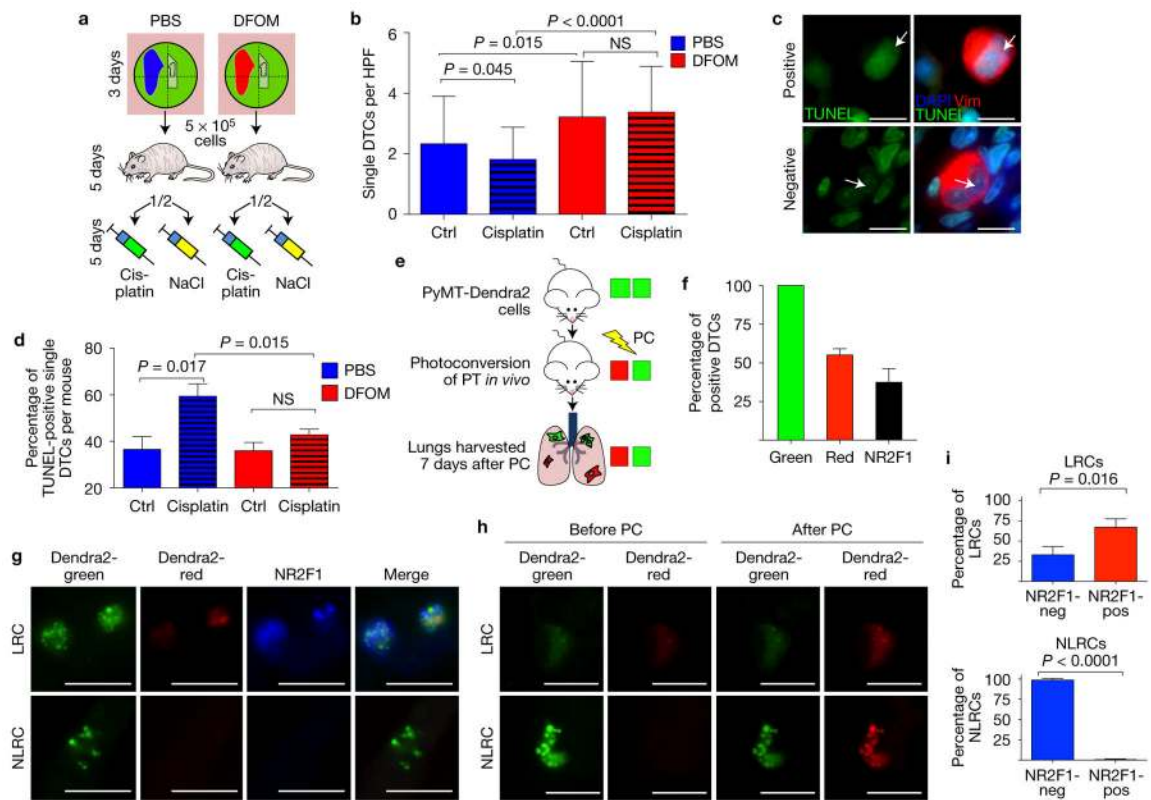 a
PBS
DFOM
3 days
5 × 10⁵
cells
5 days
1/2
1/2
5 days
Cis-
platin
NaCl
Cis-
platin
NaCl
b
P < 0.0001
P = 0.015
NS
P = 0.045
PBS
DFOM
Single DTCs per HPF
6
4
2
0
Ctrl
Cisplatin
Ctrl
Cisplatin
c
Positive
TUNEL
DAPI Vim
TUNEL
Negative
d
P = 0.015
P = 0.017
NS
PBS
DFOM
Percentage of
TUNEL-positive single
DTCs per mouse
80
60
40
20
Ctrl
Cisplatin
Ctrl
Cisplatin
e
PyMT-Dendra2
cells
PC
Photoconversion
of PT in vivo
Lungs harvested
7 days after PC
f
Percentage of
positive DTCs
100
50
Green
Red
NR2F1
g
Dendra2-
green
Dendra2-
red
NR2F1
Merge
LRC
NLRC
h
Before PC
After PC
Dendra2-
green
Dendra2-
red
Dendra2-
green
Dendra2-
red
LRC
NLRC
i
LRCs
P = 0.016
Percentage of
LRCs
100
75
50
25
NR2F1-
neg
NR2F1-
pos
NLRCs
P < 0.0001
Percentage of
NLRCs
100
75
50
25
NR2F1-
neg
NR2F1-
pos